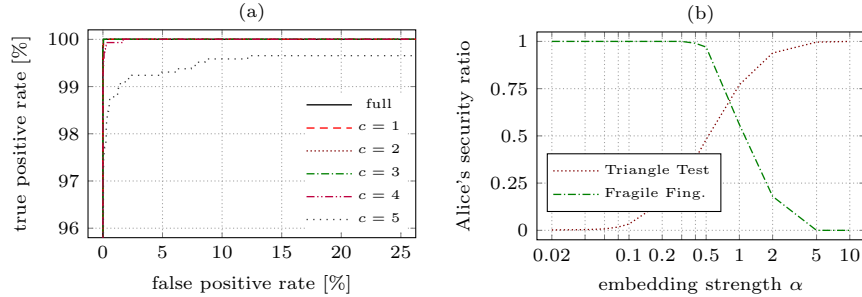 (a)
true positive rate [%]
100
99
98
97
96
full
c = 1
c = 2
c = 3
c = 4
c = 5
0 5 10 15 20 25
false positive rate [%]
(b)
Alice's security ratio
1
0.75
0.5
0.25
0
Triangle Test
Fragile Fing.
0.02 0.1 0.2 0.5 1 2 5 10
embedding strength α